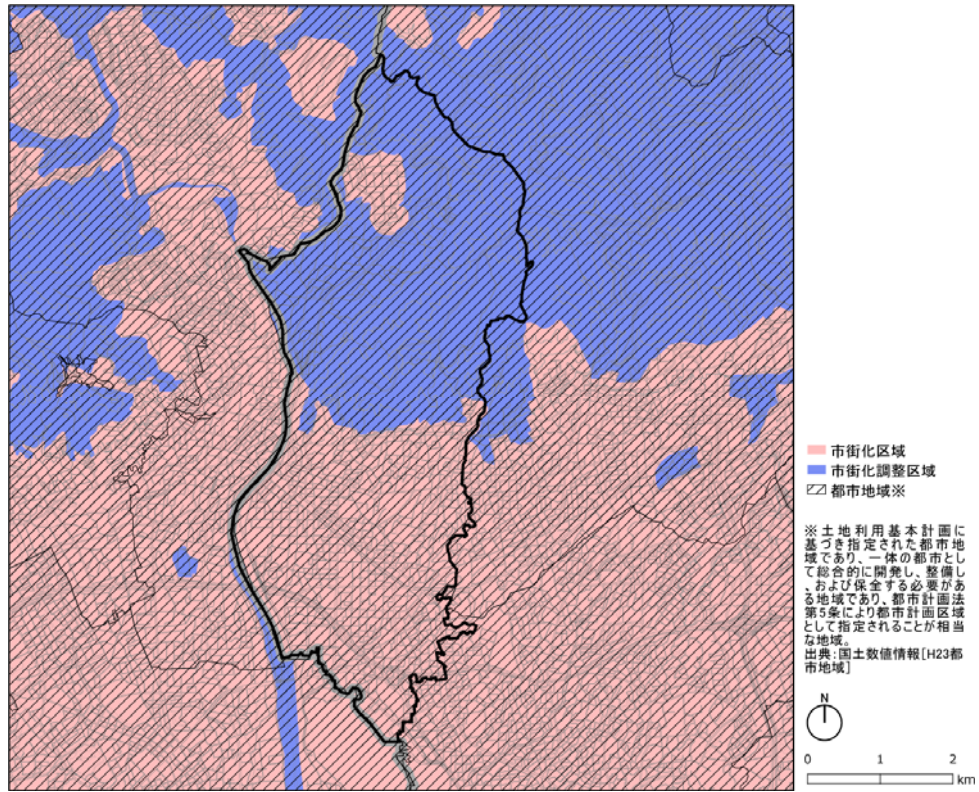 市街化区域
市街化調整区域
都市地域※
※土地利用基本計画に
基づき指定された都市地
域であり、一体の都市とし
て総合的に開発し、整備し
、および保全する必要があ
る地域であり、都市計画法
第5条により都市計画区域
として指定されることが相当
な地域。
出典:国土数値情報[H23都
市地域]
N
0 1 2
km